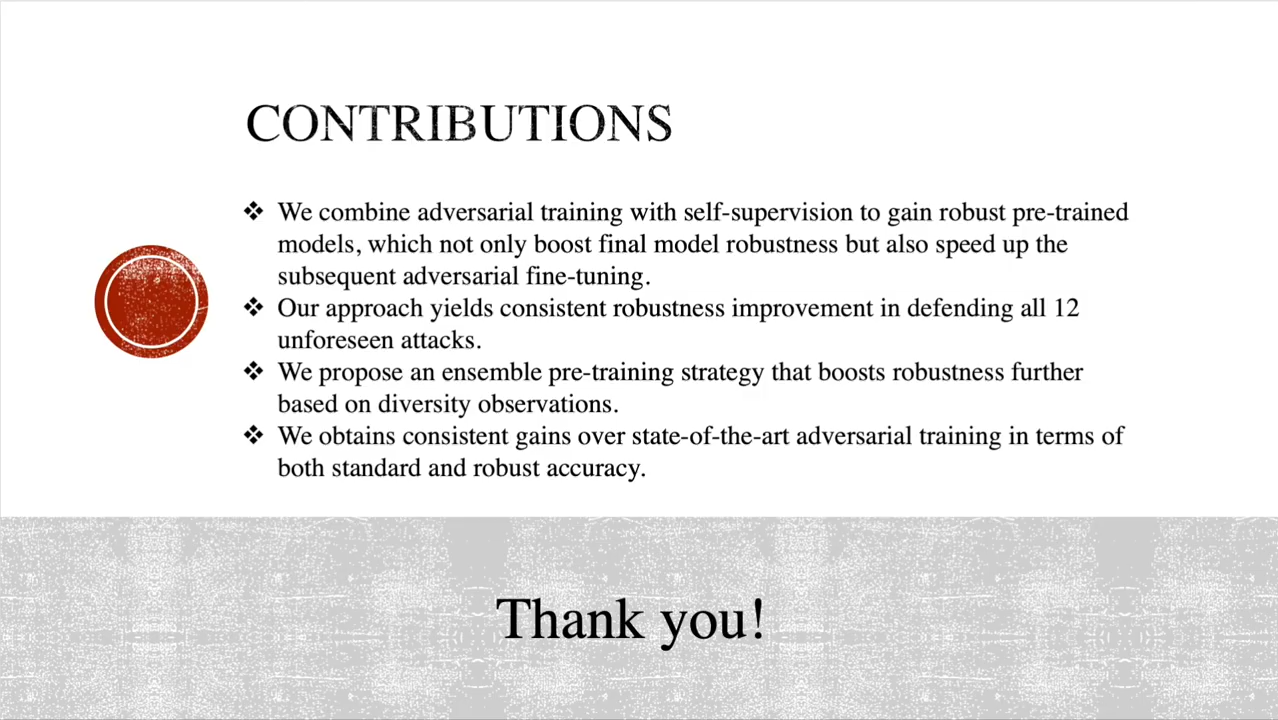 CONTRIBUTIONS
❖ We combine adversarial training with self-supervision to gain robust pre-trained
models, which not only boost final model robustness but also speed up the
subsequent adversarial fine-tuning.
❖ Our approach yields consistent robustness improvement in defending all 12
unforeseen attacks.
❖ We propose an ensemble pre-training strategy that boosts robustness further
based on diversity observations.
❖ We obtains consistent gains over state-of-the-art adversarial training in terms of
both standard and robust accuracy.
Thank you!